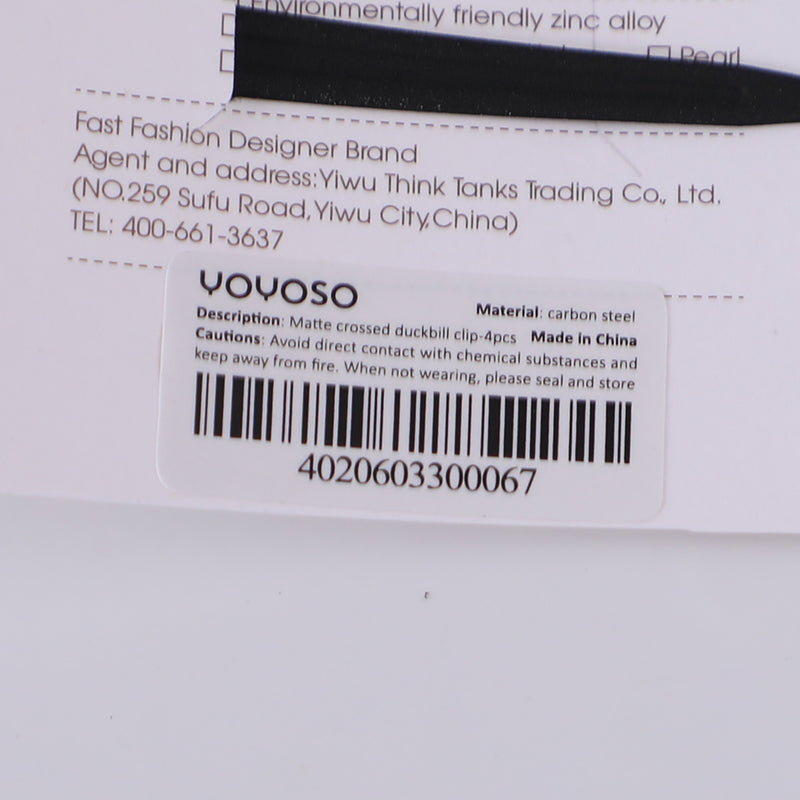 Environmentally friendly zinc alloy
Pearl
Fast Fashion Designer Brand
Agent and address:Yiwu Think Tanks Trading Co., Ltd.
(NO.259 Sufu Road,Yiwu City,China)
TEL: 400-661-3637
YOYOSO
Material: carbon steel
Description: Matte crossed duckbill clip-4pcs Made in China
Cautions: Avoid direct contact with chemical substances and
keep away from fire. When not wearing, please seal and store
4020603300067